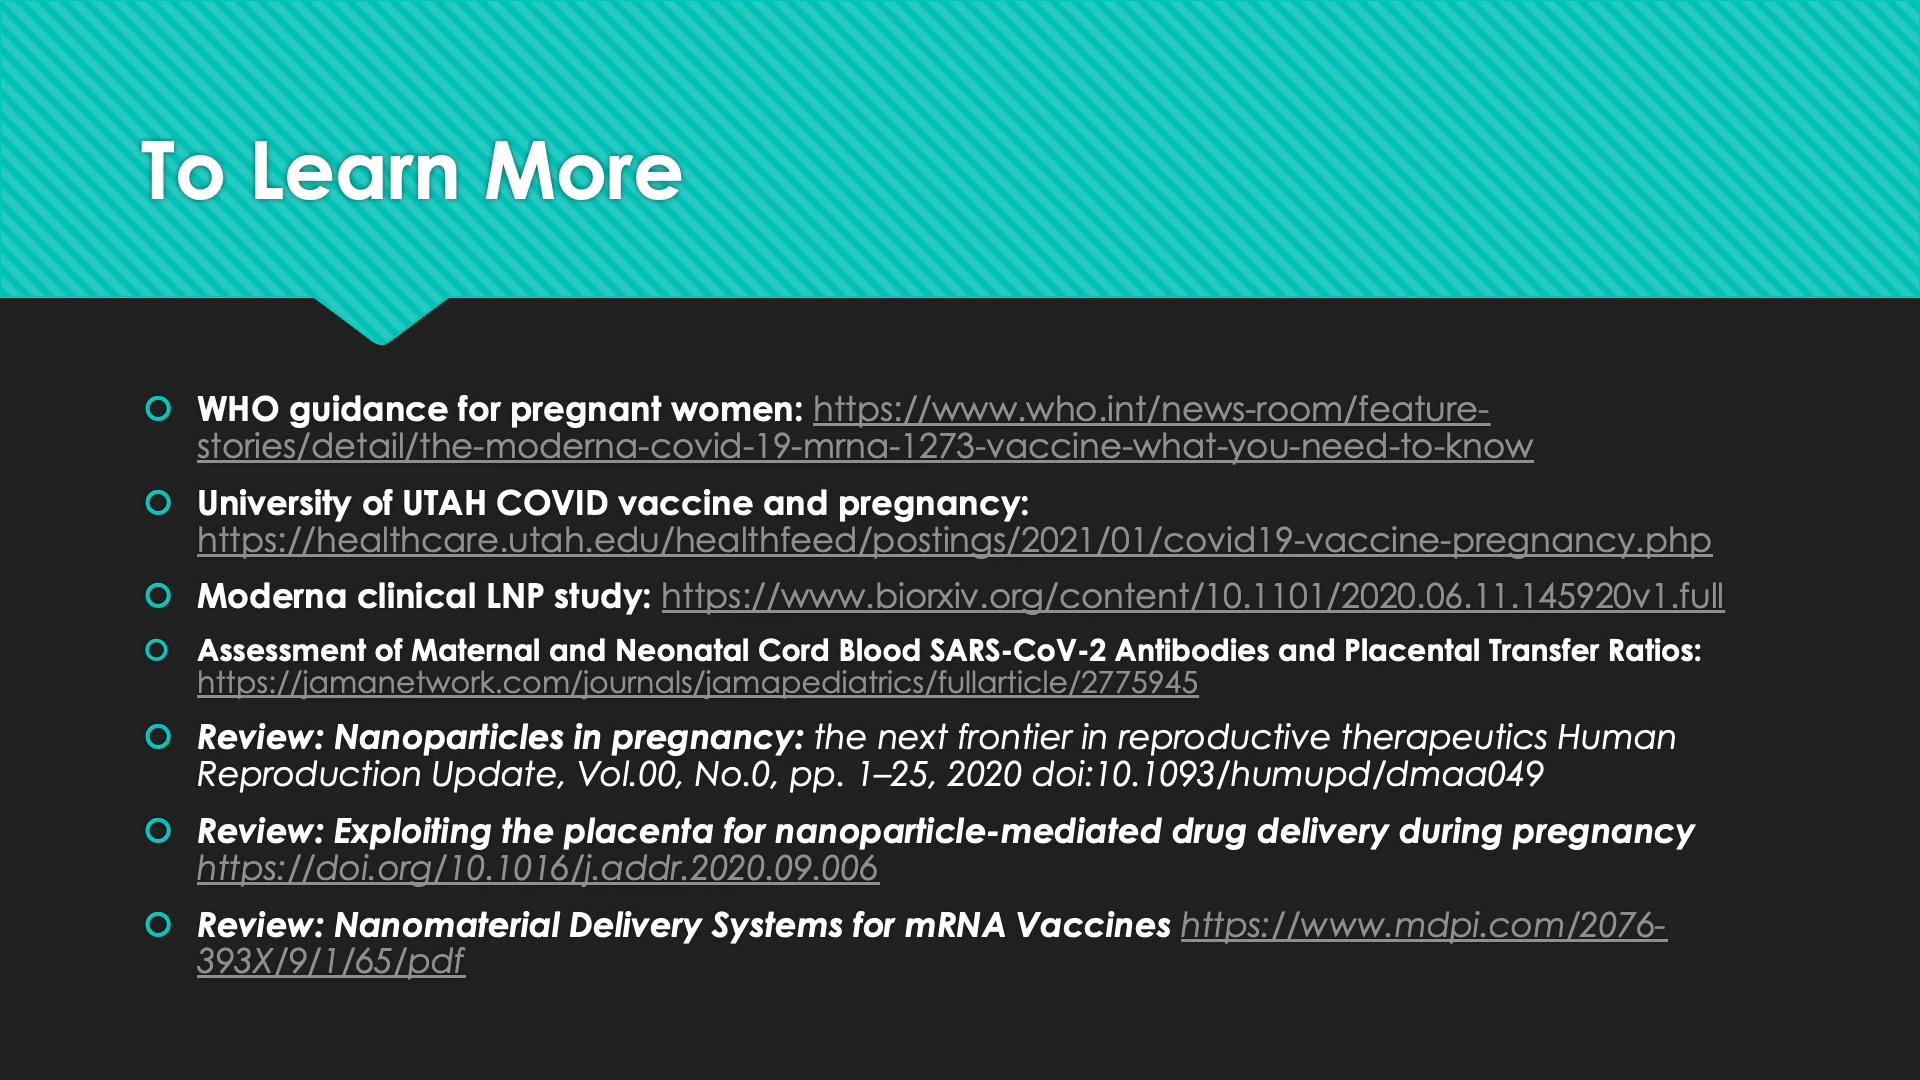 To Learn More
WHO guidance for pregnant women: https://www.who.int/news-room/feature-
stories/detail/the-moderna-covid-19-mrna-1273-vaccine-what-you-need-to-know
University of UTAH COVID vaccine and pregnancy:
https://healthcare.utah.edu/healthfeed/postings/2021/01/covid19-vaccine-pregnancy.php
Moderna clinical LNP study: https://www.biorxiv.org/content/10.1101/2020.06.11.145920v1.full
Assessment of Maternal and Neonatal Cord Blood SARS-CoV-2 Antibodies and Placental Transfer Ratios:
https://jamanetwork.com/journals/jamapediatrics/fullarticle/2775945
Review: Nanoparticles in pregnancy: the next frontier in reproductive therapeutics Human
Reproduction Update, Vol.00, No.0, pp. 1–25, 2020 doi:10.1093/humupd/dmaa049
Review: Exploiting the placenta for nanoparticle-mediated drug delivery during pregnancy
https://doi.org/10.1016/j.addr.2020.09.006
Review: Nanomaterial Delivery Systems for mRNA Vaccines https://www.mdpi.com/2076-
393X/9/1/65/pdf